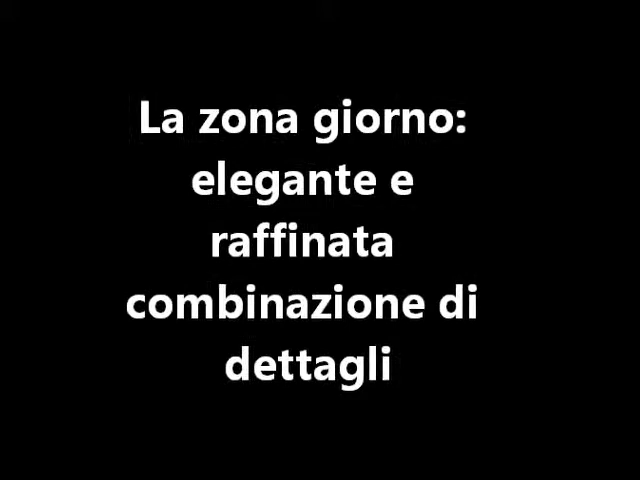 La zona giorno:
elegante e
raffinata
combinazione di
dettagli